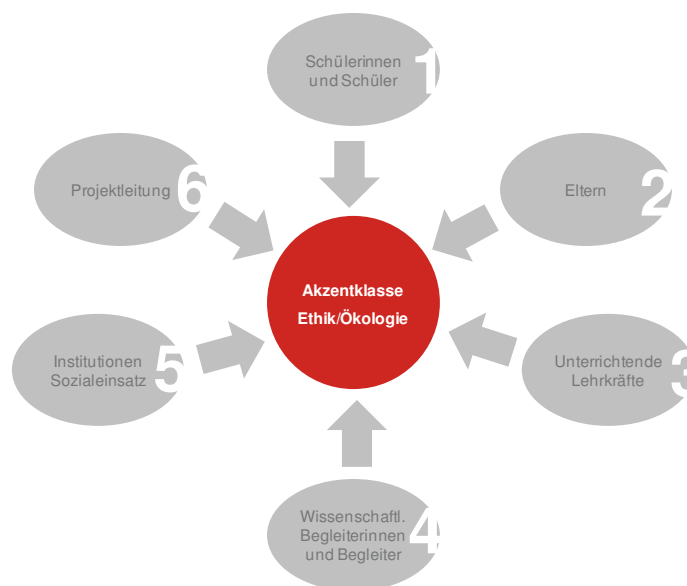 Schülerinnen
und Schüler
1
Eltern
2
Unterrichtende
Lehrkräfte
3
Wissenschaftl.
Begleiterinnen
und Begleiter
4
Institutionen
Sozialeinsatz
5
Projektleitung
6
Akzentklasse
Ethik/Ökologie